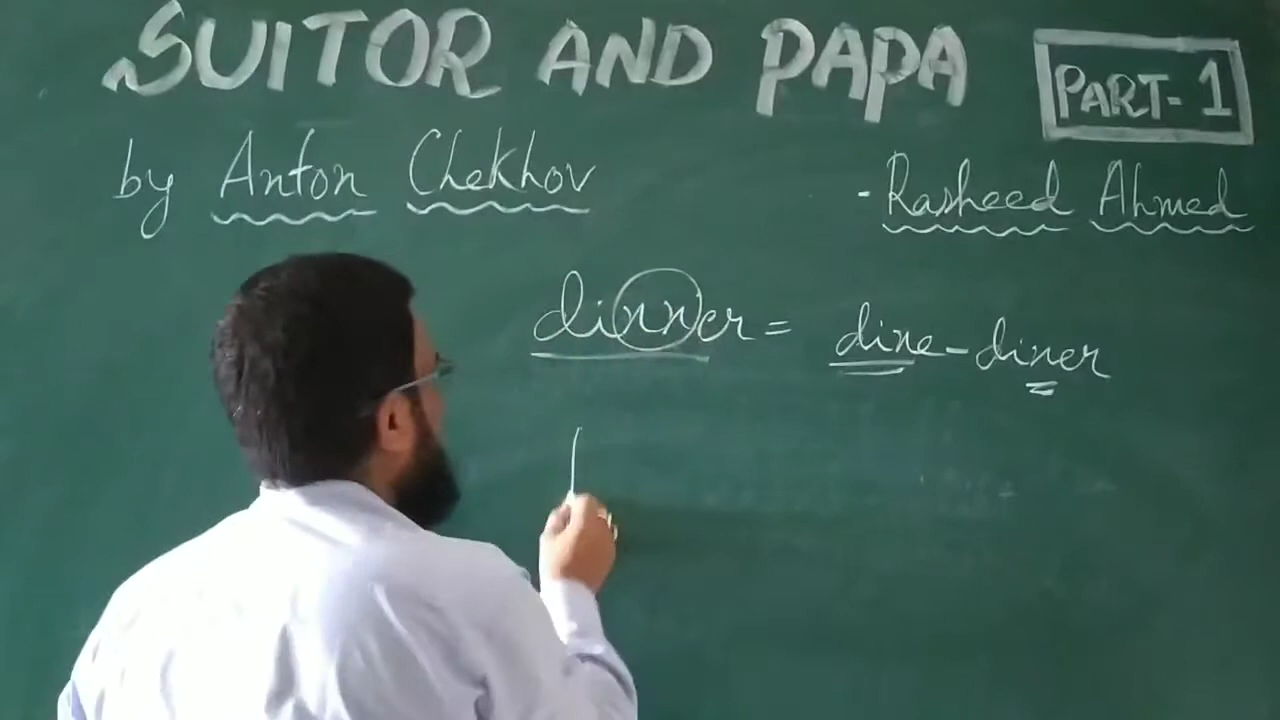 SUITOR AND PAPA
PART-1
by Anton Chekhov
- Rasheed Ahmed
dinner = dine - diner